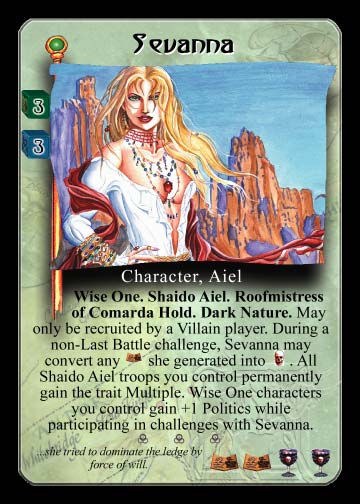 Sevanna
3
3
Character, Aiel
Wise One. Shaido Aiel. Roofmistress
of Comarda Hold. Dark Nature. May
only be recruited by a Villain player. During a
non-Last Battle challenge, Sevanna may
convert any she generated into . All
Shaido Aiel troops you control permanently
gain the trait Multiple. Wise One characters
you control gain +1 Politics while
participating in challenges with Sevanna.
...she tried to dominate the ledge by
force of will.
Whitebridge